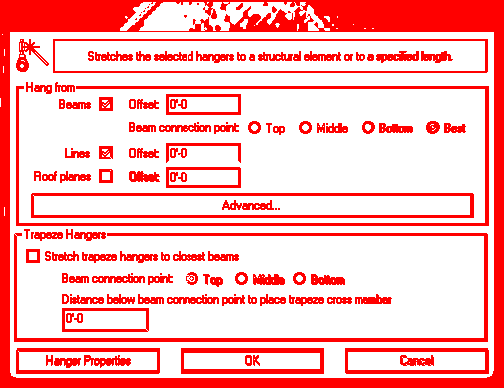 Stretches the selected hangers to a structural element or to a specified length.
Hang from
Beams Offset: 0'-0
Beam connection point: Top Middle Bottom Best
Lines Offset: 0'-0
Roof planes Offset: 0'-0
Advanced...
Trapeze Hangers
Stretch trapeze hangers to closest beams
Beam connection point: Top Middle Bottom
Distance below beam connection point to place trapeze cross member
0'-0
Hanger Properties OK Cancel